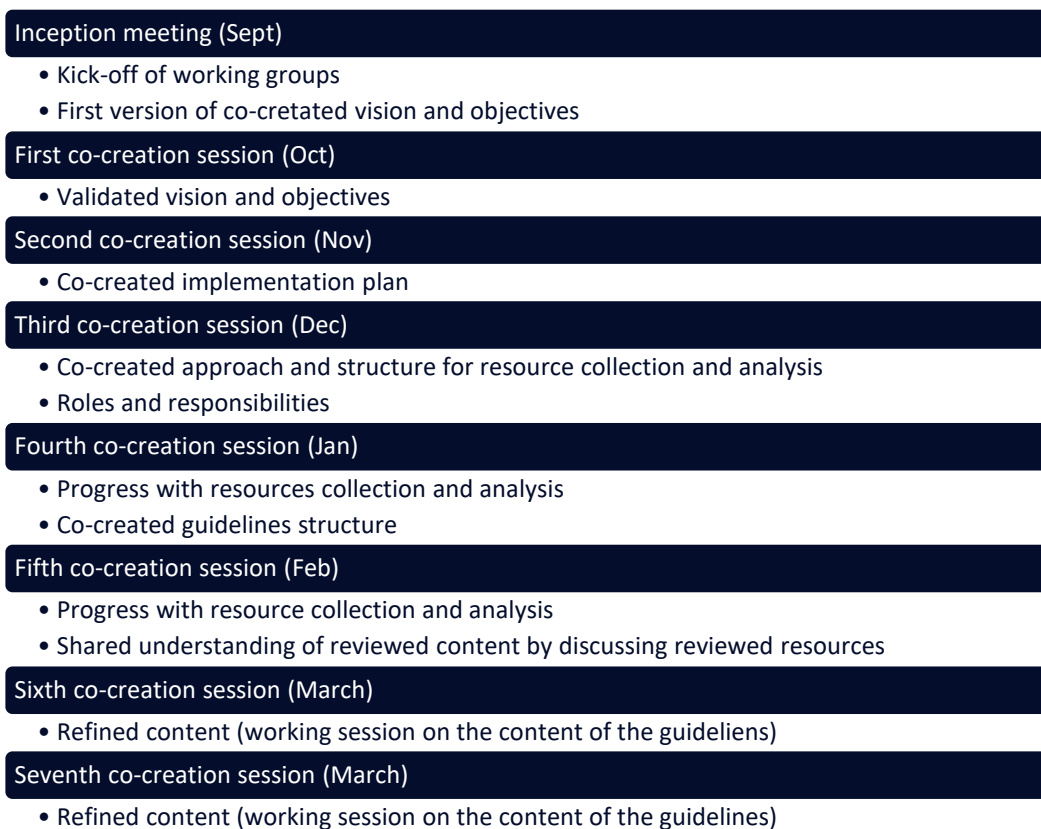 Inception meeting (Sept)
• Kick-off of working groups
• First version of co-cretated vision and objectives
First co-creation session (Oct)
• Validated vision and objectives
Second co-creation session (Nov)
• Co-created implementation plan
Third co-creation session (Dec)
• Co-created approach and structure for resource collection and analysis
• Roles and responsibilities
Fourth co-creation session (Jan)
• Progress with resources collection and analysis
• Co-created guidelines structure
Fifth co-creation session (Feb)
• Progress with resource collection and analysis
• Shared understanding of reviewed content by discussing reviewed resources
Sixth co-creation session (March)
• Refined content (working session on the content of the guideliens)
Seventh co-creation session (March)
• Refined content (working session on the content of the guidelines)